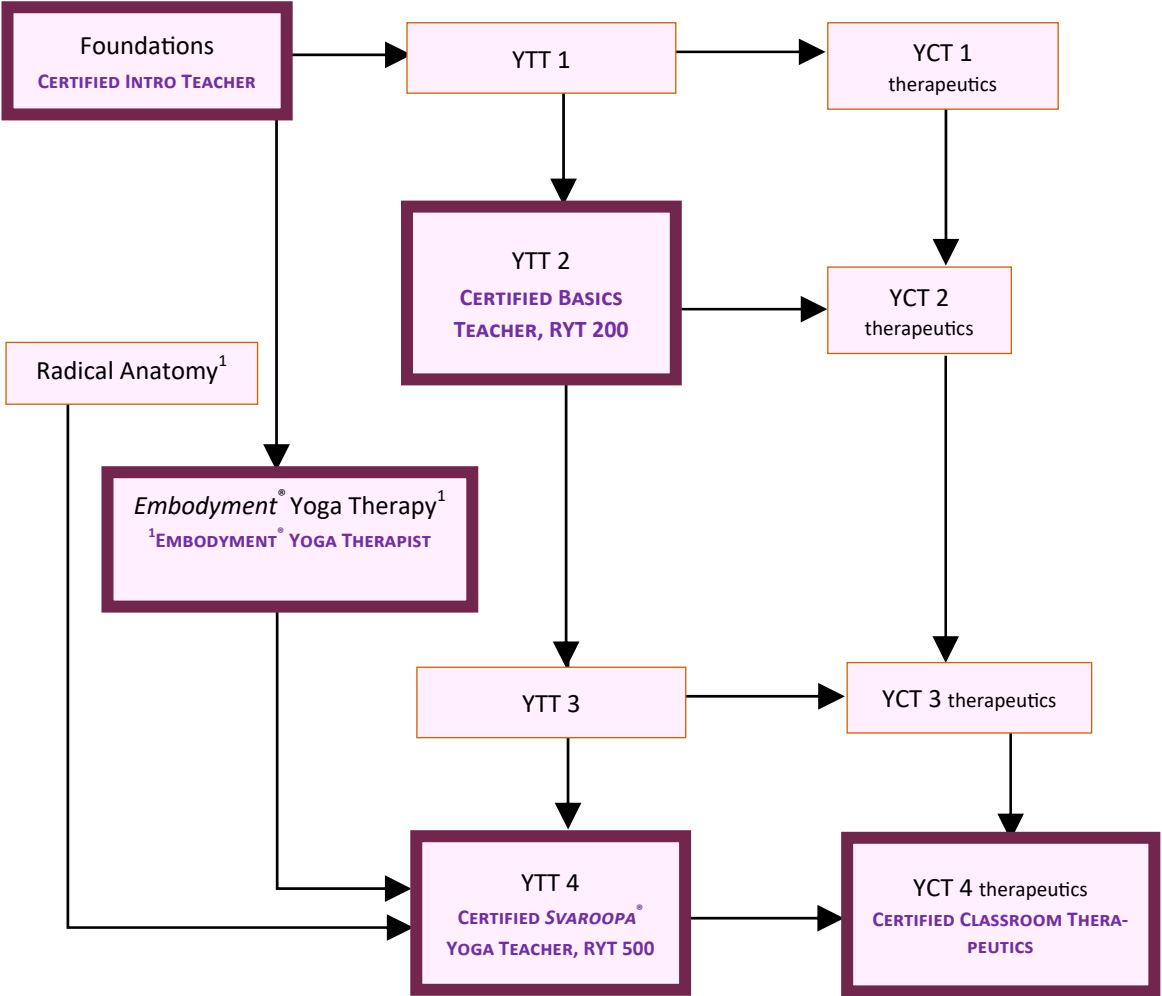 Foundations
CERTIFIED INTRO TEACHER
YTT 1
YCT 1
therapeutics
YTT 2
CERTIFIED BASICS
TEACHER, RYT 200
YCT 2
therapeutics
Radical Anatomy1
Embodyment® Yoga Therapy1
1EMBODYMENT® YOGA THERAPIST
YTT 3
YCT 3 therapeutics
YTT 4
CERTIFIED SVAROOPA®
YOGA TEACHER, RYT 500
YCT 4 therapeutics
CERTIFIED CLASSROOM THERA-
PEUTICS